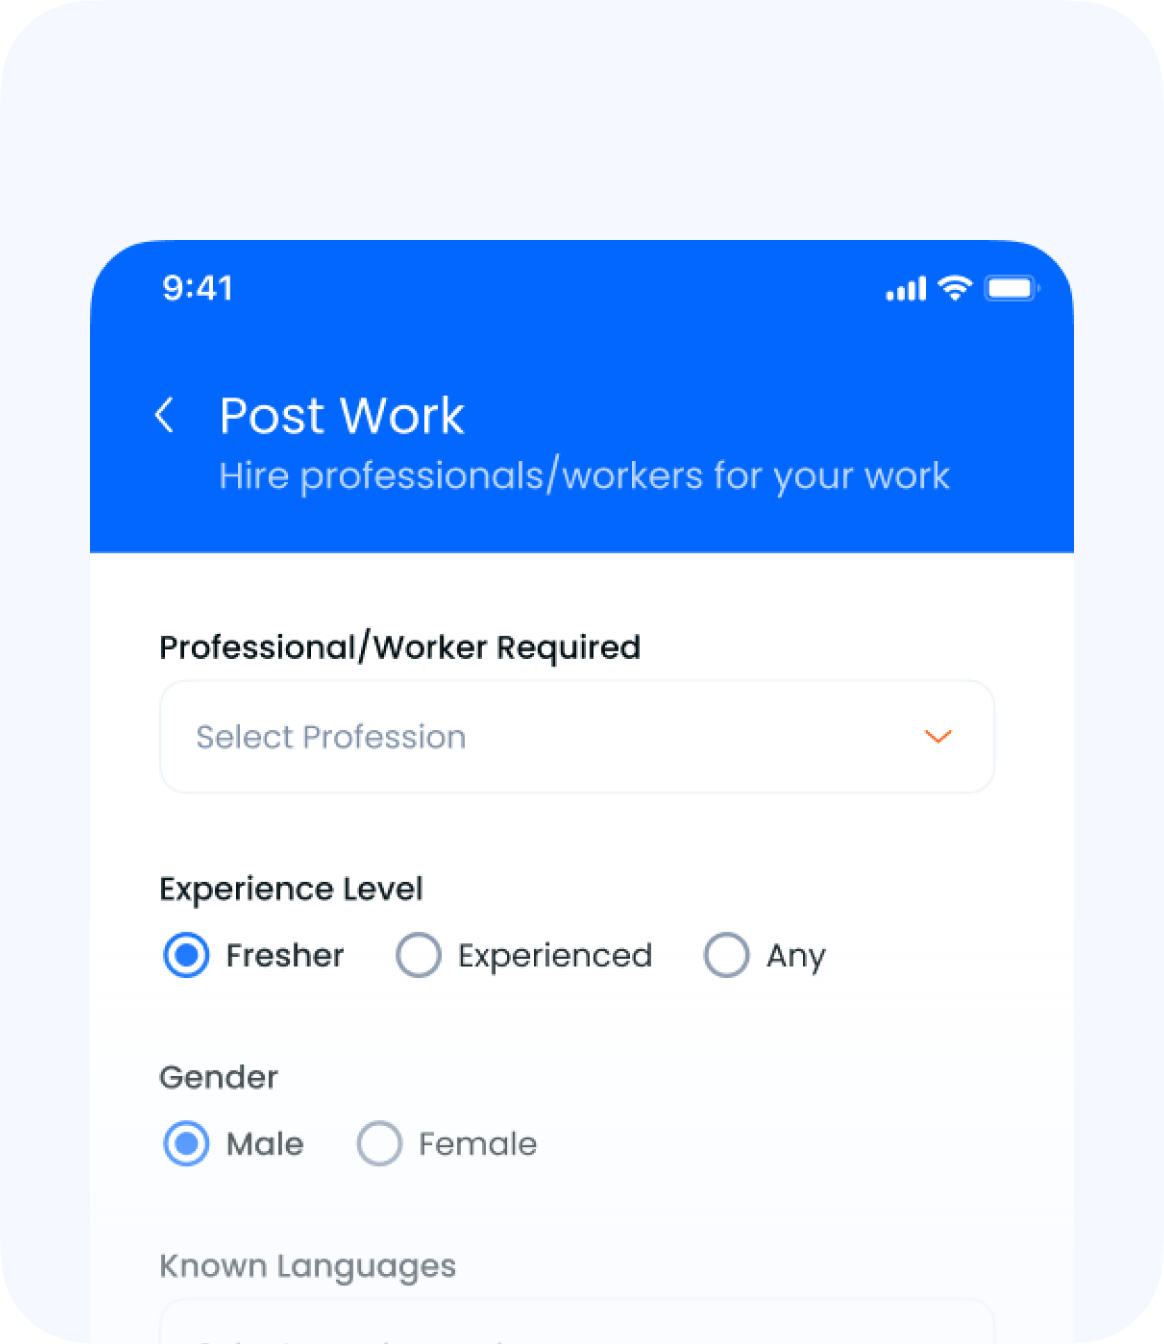 9:41
Post Work
Hire professionals/workers for your work
Professional/Worker Required
Select Profession
Experience Level
Fresher Experienced Any
Gender
Male Female
Known Languages